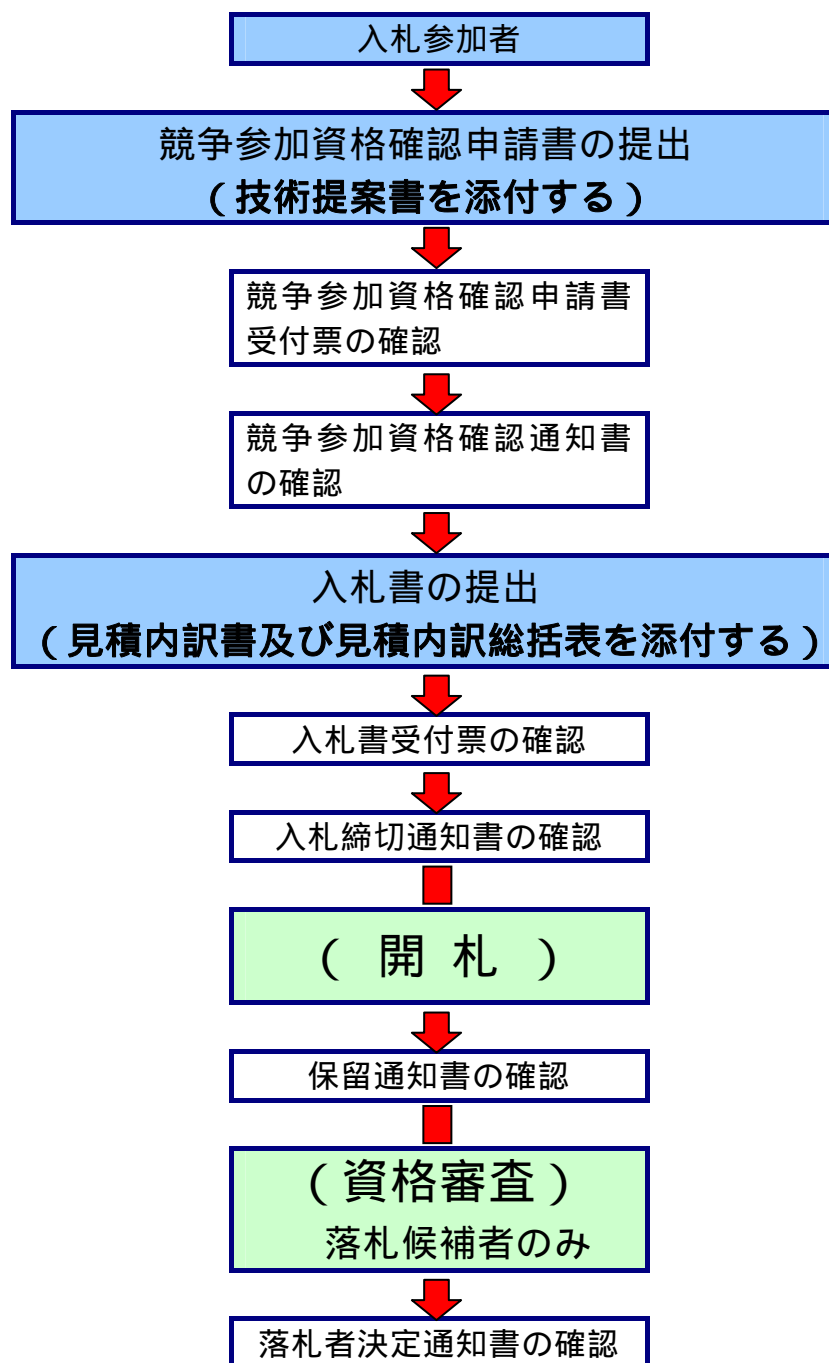 入札参加者
競争参加資格確認申請書の提出
（技術提案書を添付する）
競争参加資格確認申請書
受付票の確認
競争参加資格確認通知書
の確認
入札書の提出
（見積内訳書及び見積内訳総括表を添付する）
入札書受付票の確認
入札締切通知書の確認
（ 開 札 ）
保留通知書の確認
（資格審査）
落札候補者のみ
落札者決定通知書の確認